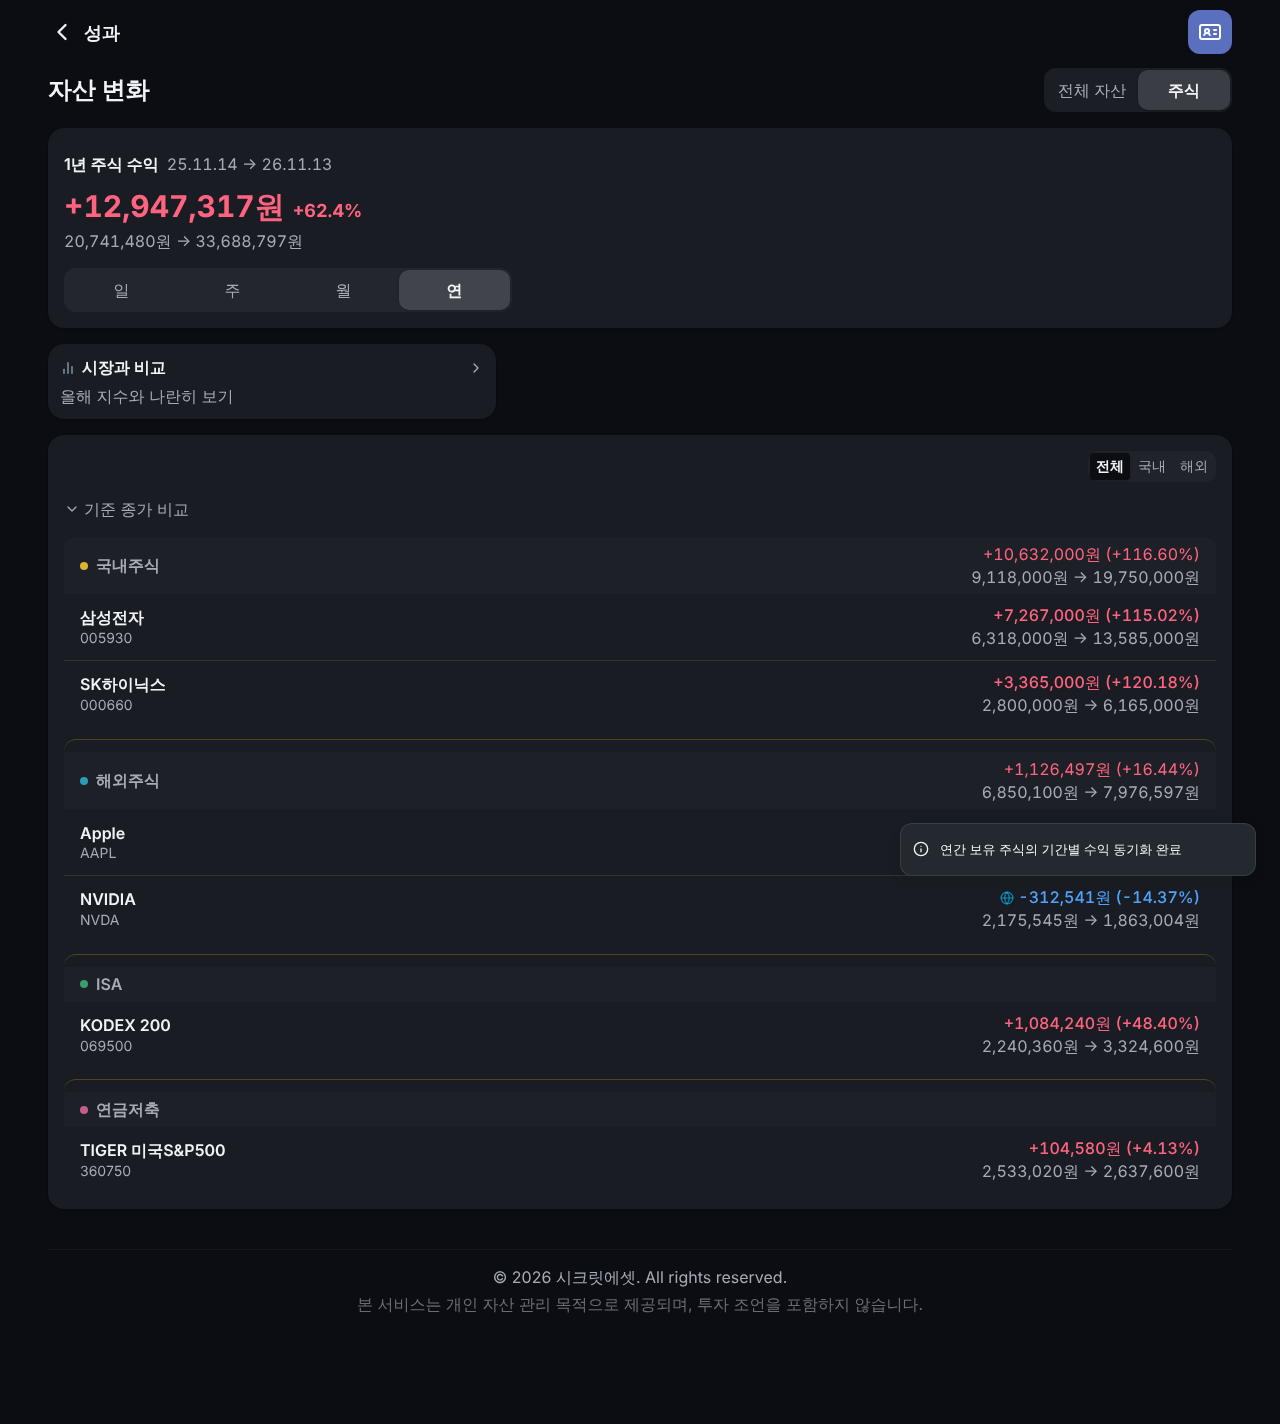 성과
자산 변화
전체 자산 주식
1년 주식 수익 25.11.14 → 26.11.13
+12,947,317원 +62.4%
20,741,480원 → 33,688,797원
일 주 월 연
시장과 비교
올해 지수와 나란히 보기
전체 국내 해외
기준 종가 비교
국내주식
+10,632,000원 (+116.60%)
9,118,000원 → 19,750,000원
삼성전자
005930
+7,267,000원 (+115.02%)
6,318,000원 → 13,585,000원
SK하이닉스
000660
+3,365,000원 (+120.18%)
2,800,000원 → 6,165,000원
해외주식
+1,126,497원 (+16.44%)
6,850,100원 → 7,976,597원
Apple
AAPL
연간 보유 주식의 기간별 수익 동기화 완료
NVIDIA
NVDA
-312,541원 (-14.37%)
2,175,545원 → 1,863,004원
ISA
KODEX 200
069500
+1,084,240원 (+48.40%)
2,240,360원 → 3,324,600원
연금저축
TIGER 미국S&P500
360750
+104,580원 (+4.13%)
2,533,020원 → 2,637,600원
© 2026 시크릿에셋. All rights reserved.
본 서비스는 개인 자산 관리 목적으로 제공되며, 투자 조언을 포함하지 않습니다.